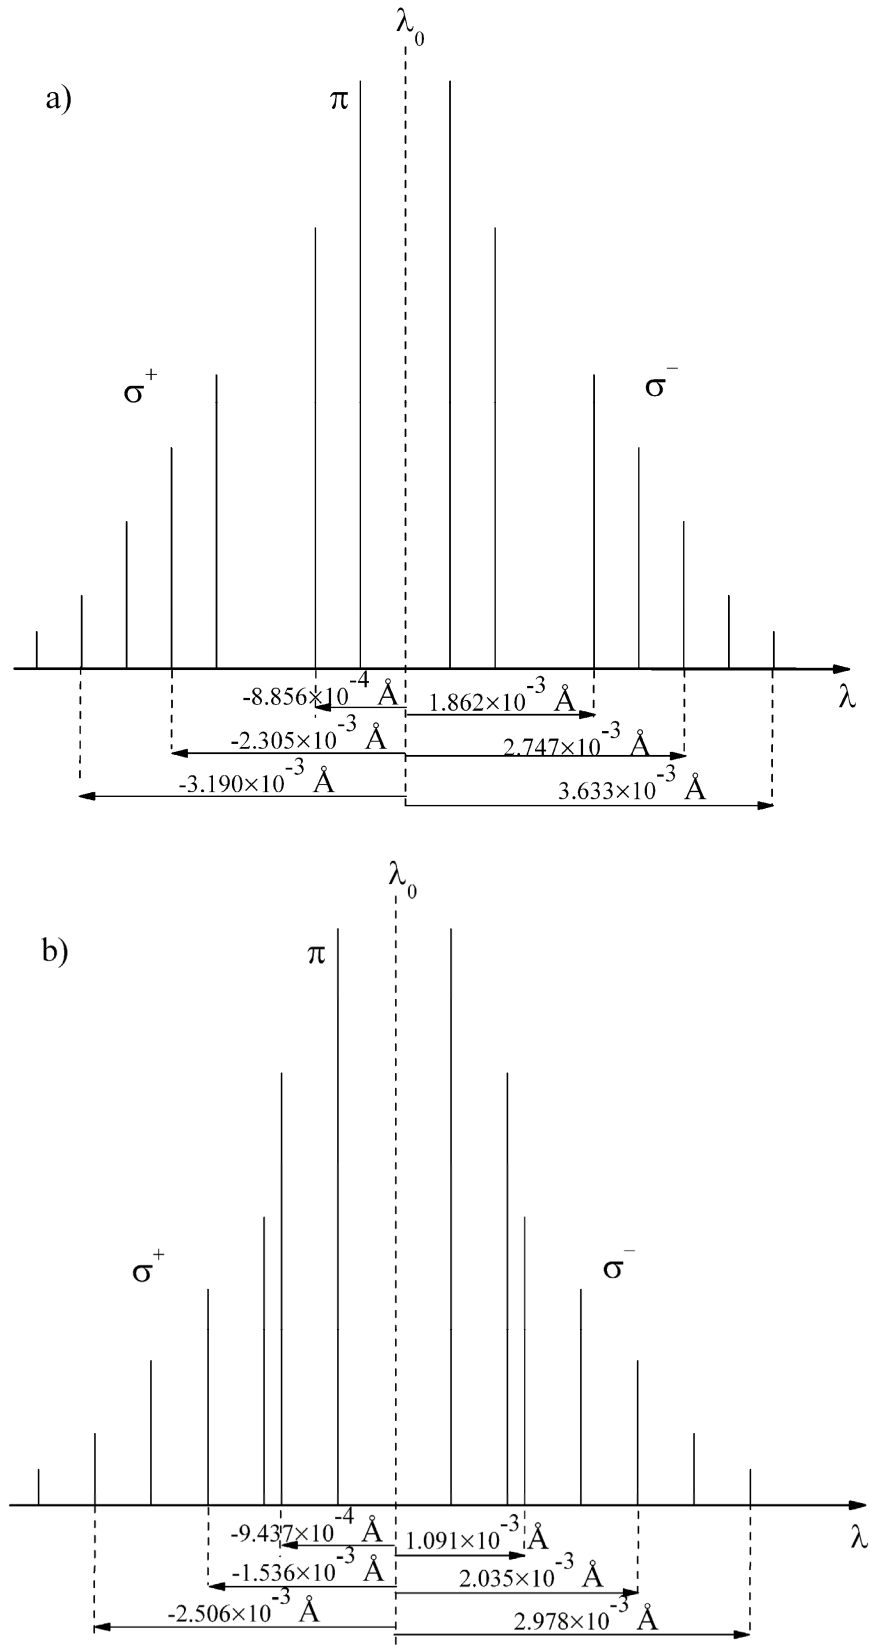 λ₀
a)
π
σ⁺
σ⁻
-8.856×10⁻⁴ Å
1.862×10⁻³ Å
λ
-2.305×10⁻³ Å
2.747×10⁻³ Å
-3.190×10⁻³ Å
3.633×10⁻³ Å
λ₀
b)
π
σ⁺
σ⁻
-9.437×10⁻⁴ Å
1.091×10⁻³ Å
λ
-1.536×10⁻³ Å
2.035×10⁻³ Å
-2.506×10⁻³ Å
2.978×10⁻³ Å